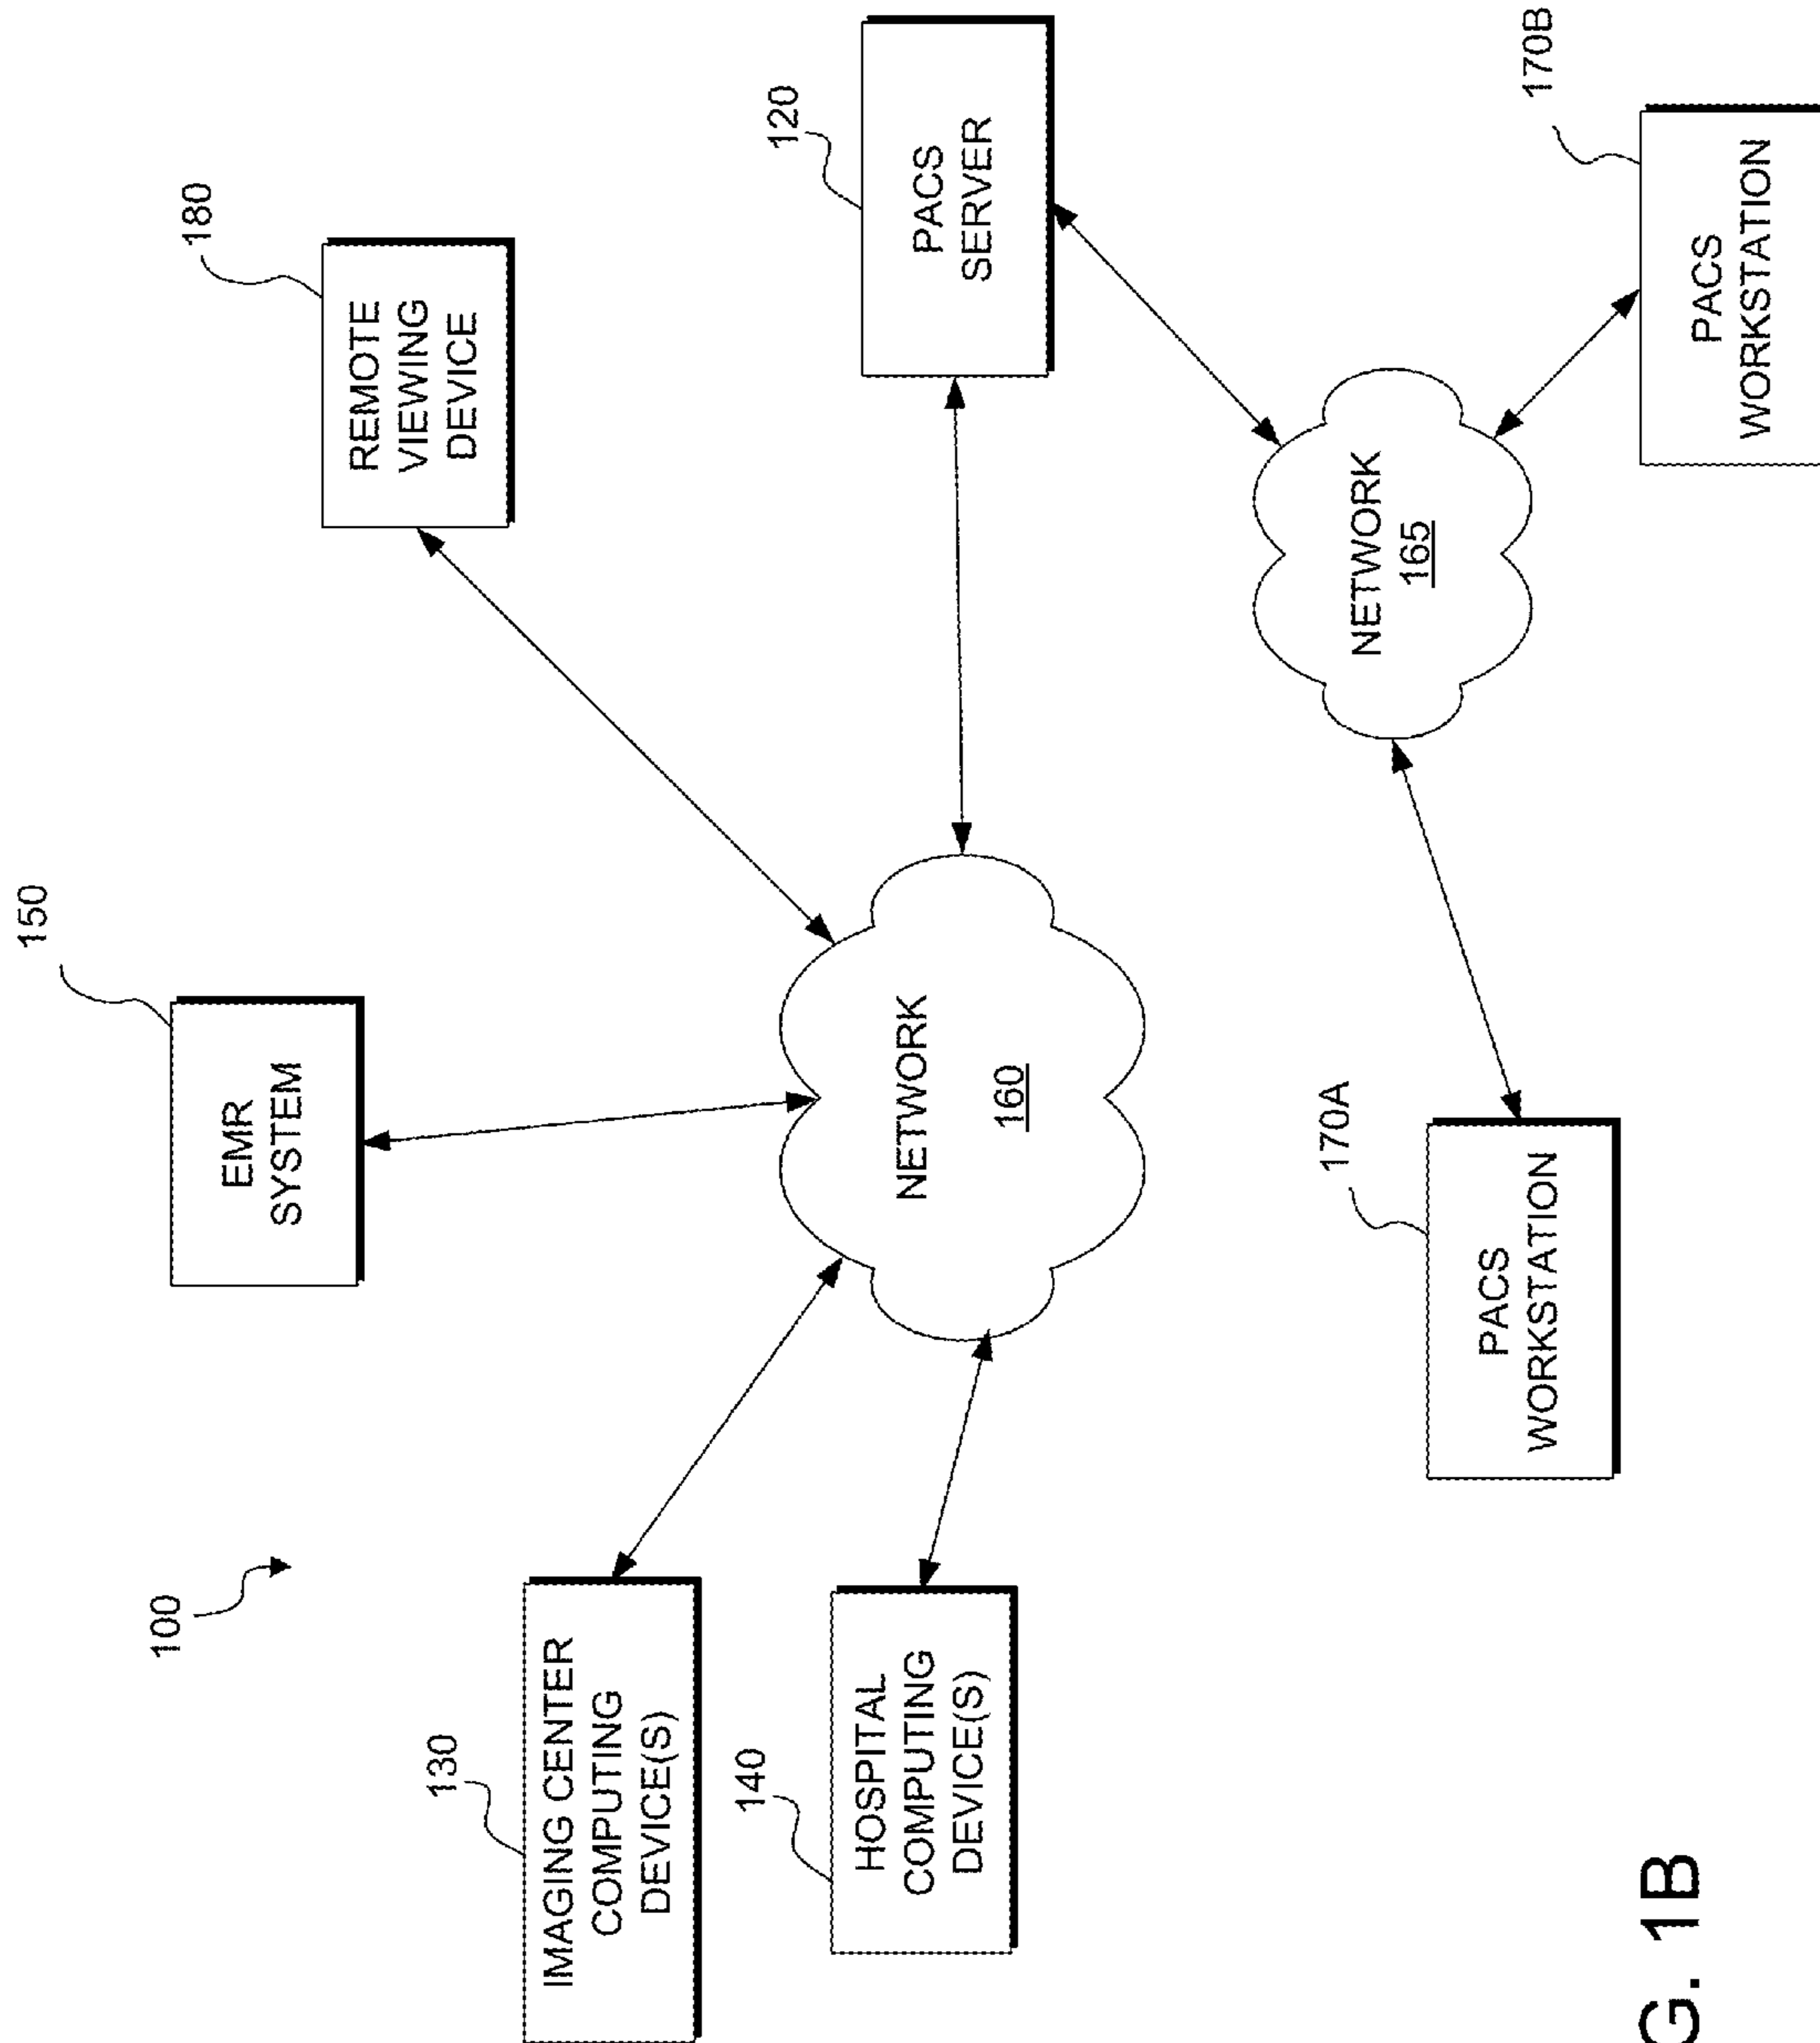 150
100
180
EMR
SYSTEM
REMOTE
VIEWING
DEVICE
130
IMAGING CENTER
COMPUTING
DEVICE(S)
140
HOSPITAL
COMPUTING
DEVICE(S)
120
PACS
SERVER
NETWORK
160
170A
NETWORK
165
PACS
WORKSTATION
170B
PACS
WORKSTATION
G. 1B